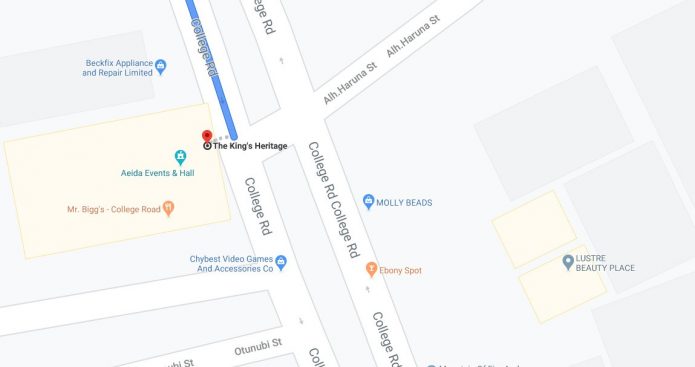 College Rd
College Rd
Alh.Haruna St
Alh.Haruna St
Beckfix Appliance
and Repair Limited
The King's Heritage
Aeida Events & Hall
Mr. Bigg's - College Road
College Rd
College Rd
College Rd
MOLLY BEADS
Chybest Video Games
And Accessories Co
Ebony Spot
LUSTRE
BEAUTY PLACE
College Rd
Otunubi St